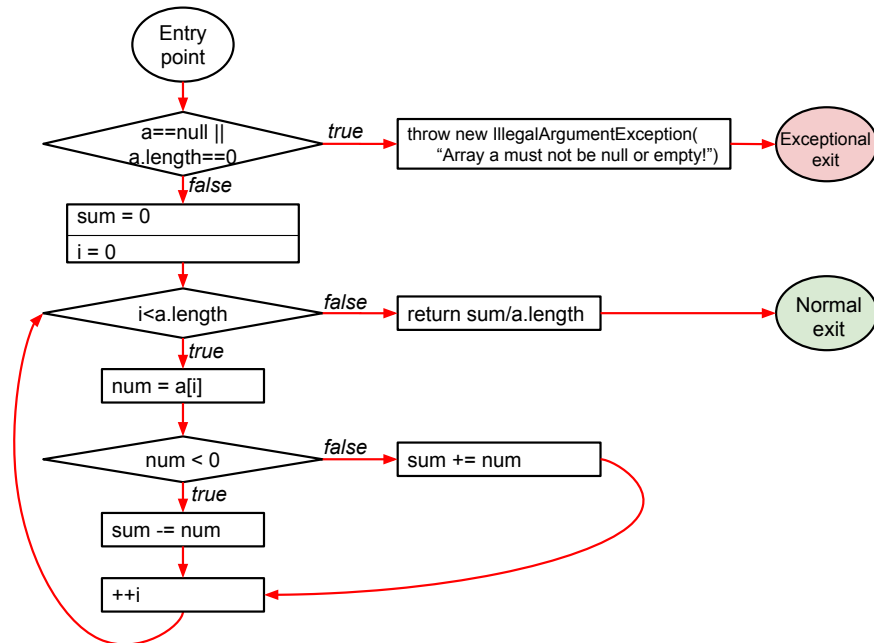 Entry
point
a==null ||
a.length==0
true
throw new IllegalArgumentException(
“Array a must not be null or empty!”)
Exceptional
exit
false
sum = 0
i = 0
i<a.length
false
return sum/a.length
Normal
exit
true
num = a[i]
num < 0
false
sum += num
true
sum -= num
++i